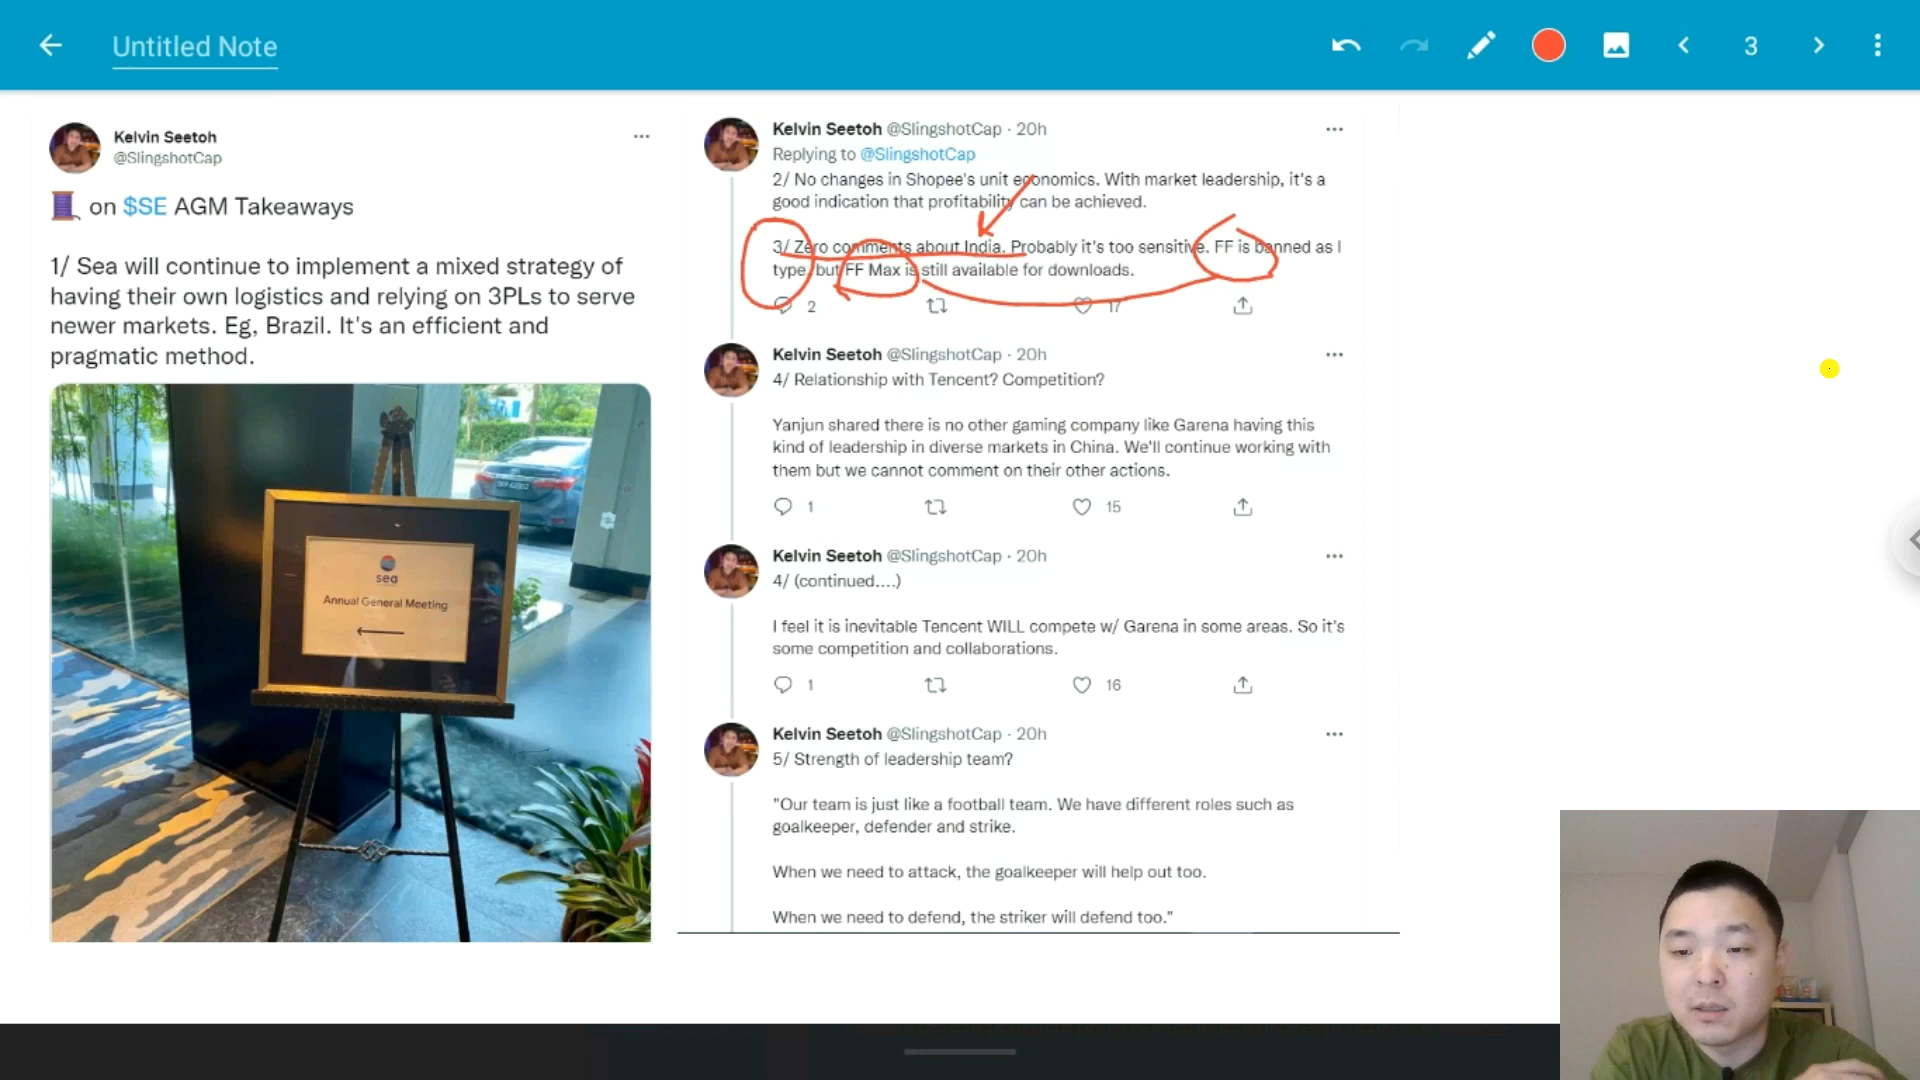 Untitled Note
3
Kelvin Seetoh
@SlingshotCap
on $SE AGM Takeaways
1/ Sea will continue to implement a mixed strategy of
having their own logistics and relying on 3PLs to serve
newer markets. Eg, Brazil. It's an efficient and
pragmatic method.
sea
Annual General Meeting
Kelvin Seetoh @SlingshotCap · 20h
Replying to @SlingshotCap
2/ No changes in Shopee's unit economics. With market leadership, it's a
good indication that profitability can be achieved.
3/ Zero comments about India. Probably it's too sensitive. FF is banned as I
type, but FF Max is still available for downloads.
2 17
Kelvin Seetoh @SlingshotCap · 20h
4/ Relationship with Tencent? Competition?
Yanjun shared there is no other gaming company like Garena having this
kind of leadership in diverse markets in China. We'll continue working with
them but we cannot comment on their other actions.
1 15
Kelvin Seetoh @SlingshotCap · 20h
4/ (continued....)
I feel it is inevitable Tencent WILL compete w/ Garena in some areas. So it's
some competition and collaborations.
1 16
Kelvin Seetoh @SlingshotCap · 20h
5/ Strength of leadership team?
"Our team is just like a football team. We have different roles such as
goalkeeper, defender and strike.
When we need to attack, the goalkeeper will help out too.
When we need to defend, the striker will defend too."